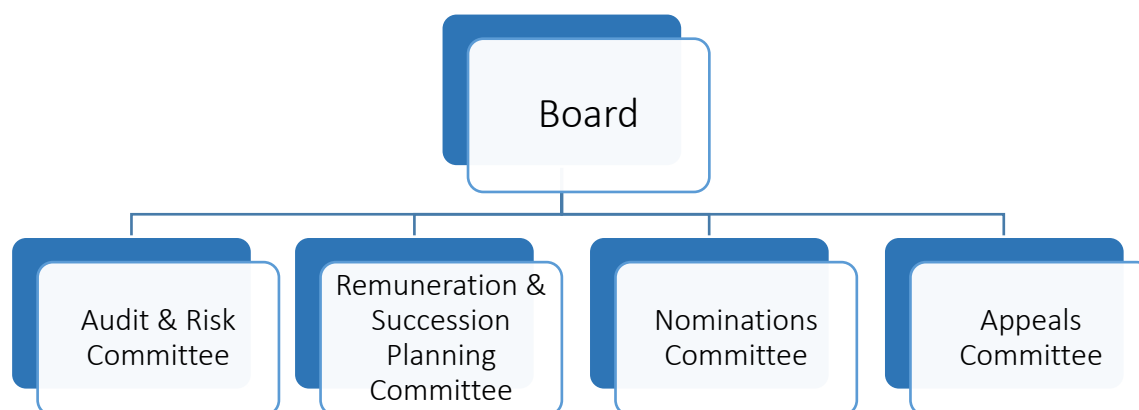 Board
Audit & Risk
Committee
Remuneration &
Succession
Planning
Committee
Nominations
Committee
Appeals
Committee